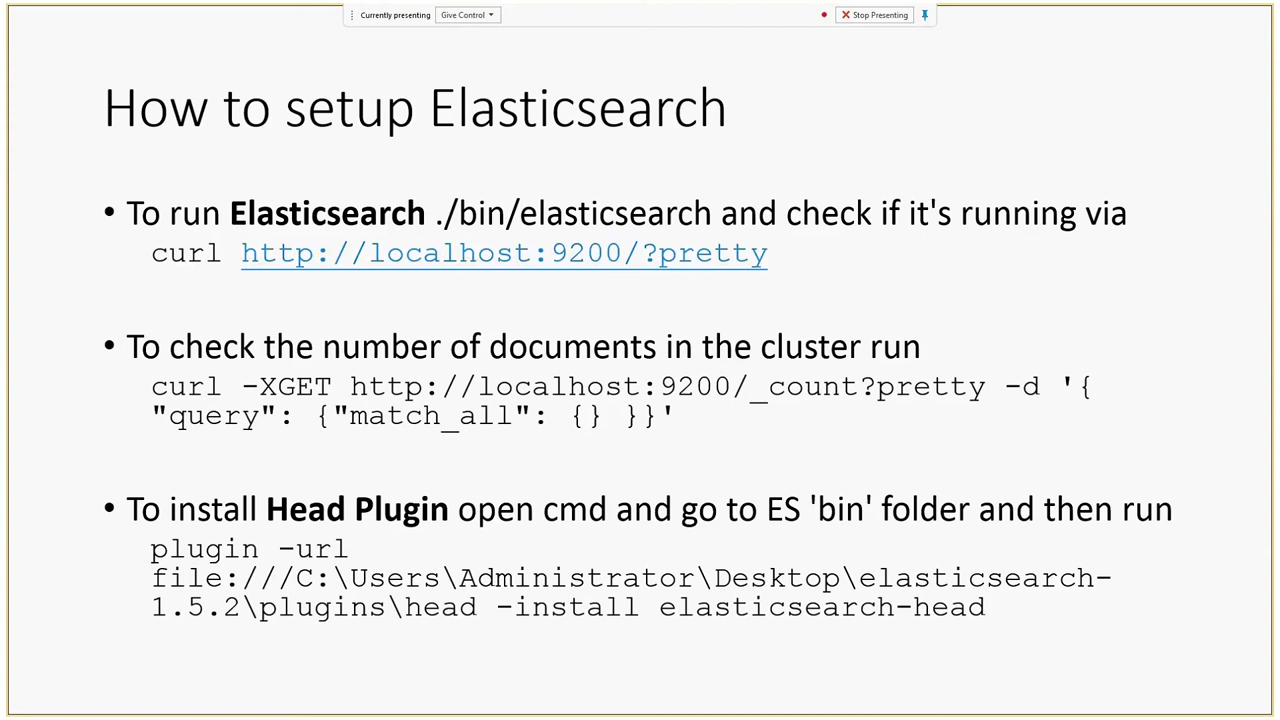 Currently presenting Give Control Stop Presenting
How to setup Elasticsearch
• To run Elasticsearch ./bin/elasticsearch and check if it's running via
curl http://localhost:9200/?pretty
• To check the number of documents in the cluster run
curl -XGET http://localhost:9200/_count?pretty -d '{
"query": {"match_all": {} }}'
• To install Head Plugin open cmd and go to ES 'bin' folder and then run
plugin -url
file:///C:\Users\Administrator\Desktop\elasticsearch-
1.5.2\plugins\head -install elasticsearch-head